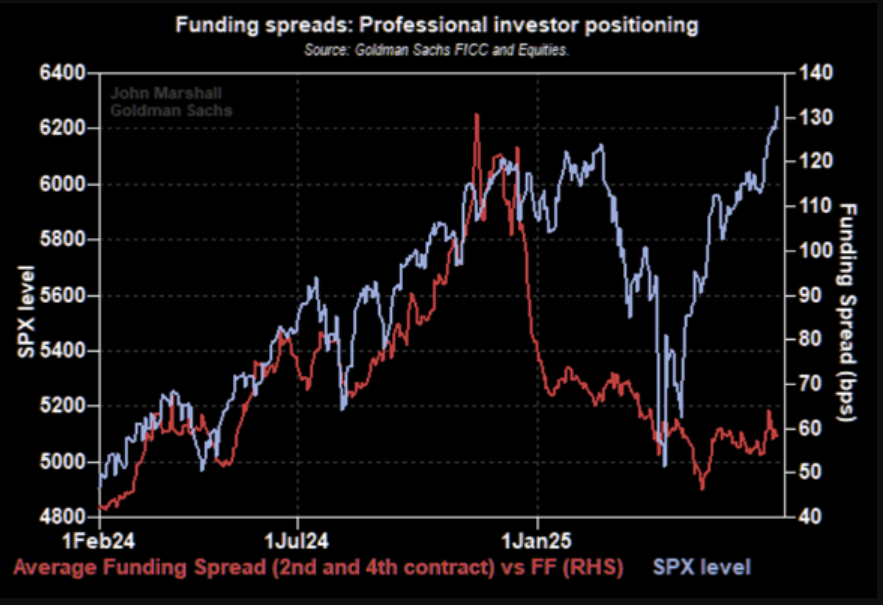 Funding spreads: Professional investor positioning
Source: Goldman Sachs FICC and Equities.
John Marshall
Goldman Sachs
6400
6200
6000
5800
5600
5400
5200
5000
4800
SPX level
140
130
120
110
100
90
80
70
60
50
40
Funding Spread (bps)
1Feb24 1Jul24 1Jan25
Average Funding Spread (2nd and 4th contract) vs FF (RHS) SPX level